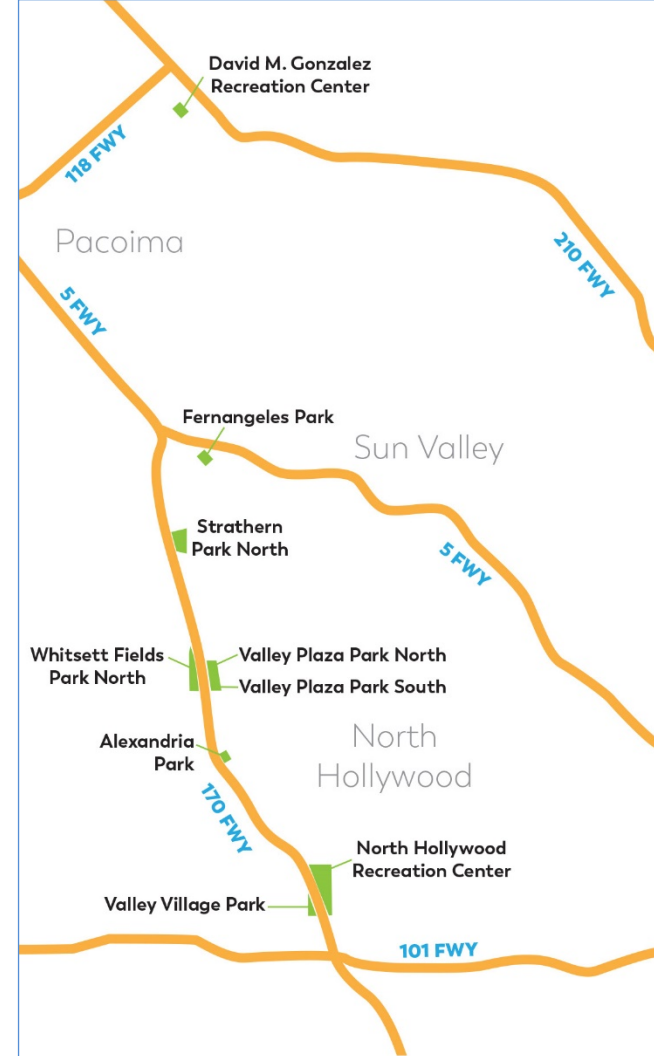 David M. Gonzalez
Recreation Center
118 FWY
Pacoima
210 FWY
5 FWY
Fernangeles Park
Sun Valley
Strathern
Park North
5 FWY
Whitsett Fields
Park North
Valley Plaza Park North
Valley Plaza Park South
Alexandria
Park
North
Hollywood
170 FWY
North Hollywood
Recreation Center
Valley Village Park
101 FWY